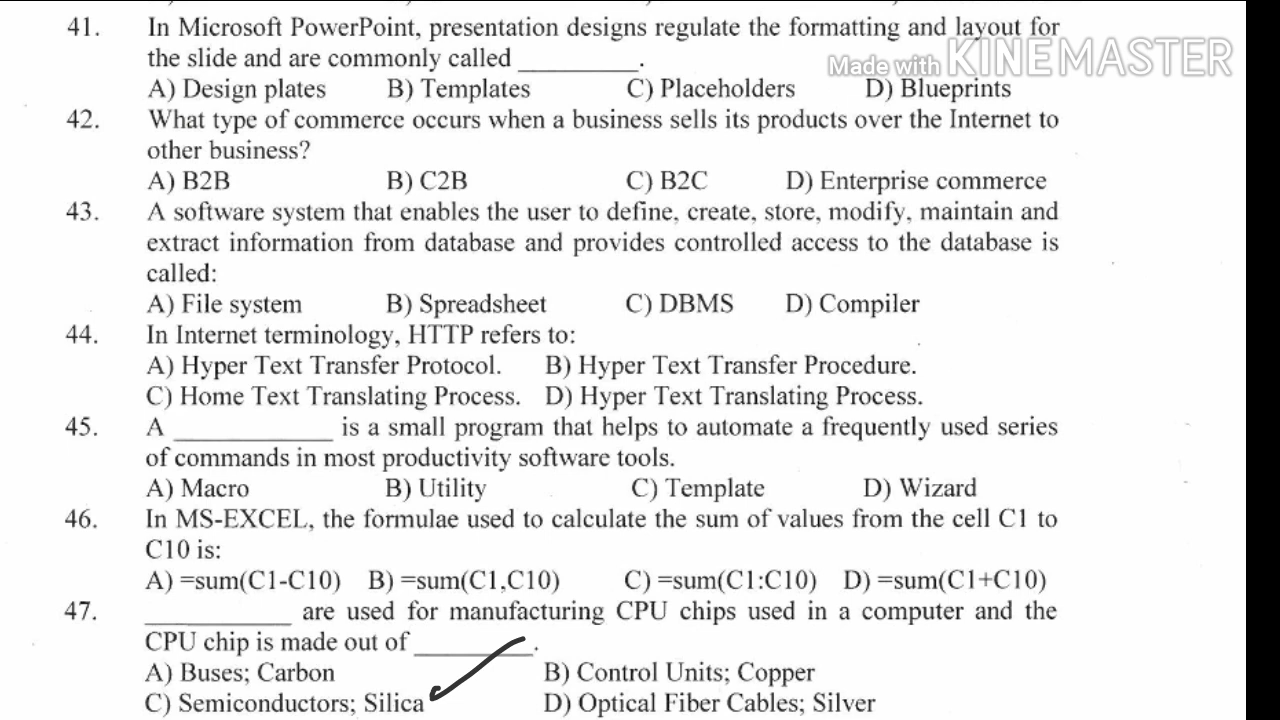 41. In Microsoft PowerPoint, presentation designs regulate the formatting and layout for
the slide and are commonly called __________.
Made with KINEMASTER
A) Design plates B) Templates C) Placeholders D) Blueprints
42. What type of commerce occurs when a business sells its products over the Internet to
other business?
A) B2B B) C2B C) B2C D) Enterprise commerce
43. A software system that enables the user to define, create, store, modify, maintain and
extract information from database and provides controlled access to the database is
called:
A) File system B) Spreadsheet C) DBMS D) Compiler
44. In Internet terminology, HTTP refers to:
A) Hyper Text Transfer Protocol. B) Hyper Text Transfer Procedure.
C) Home Text Translating Process. D) Hyper Text Translating Process.
45. A _____________ is a small program that helps to automate a frequently used series
of commands in most productivity software tools.
A) Macro B) Utility C) Template D) Wizard
46. In MS-EXCEL, the formulae used to calculate the sum of values from the cell C1 to
C10 is:
A) =sum(C1-C10) B) =sum(C1,C10) C) =sum(C1:C10) D) =sum(C1+C10)
47. ____________ are used for manufacturing CPU chips used in a computer and the
CPU chip is made out of __________.
A) Buses; Carbon B) Control Units; Copper
C) Semiconductors; Silica D) Optical Fiber Cables; Silver